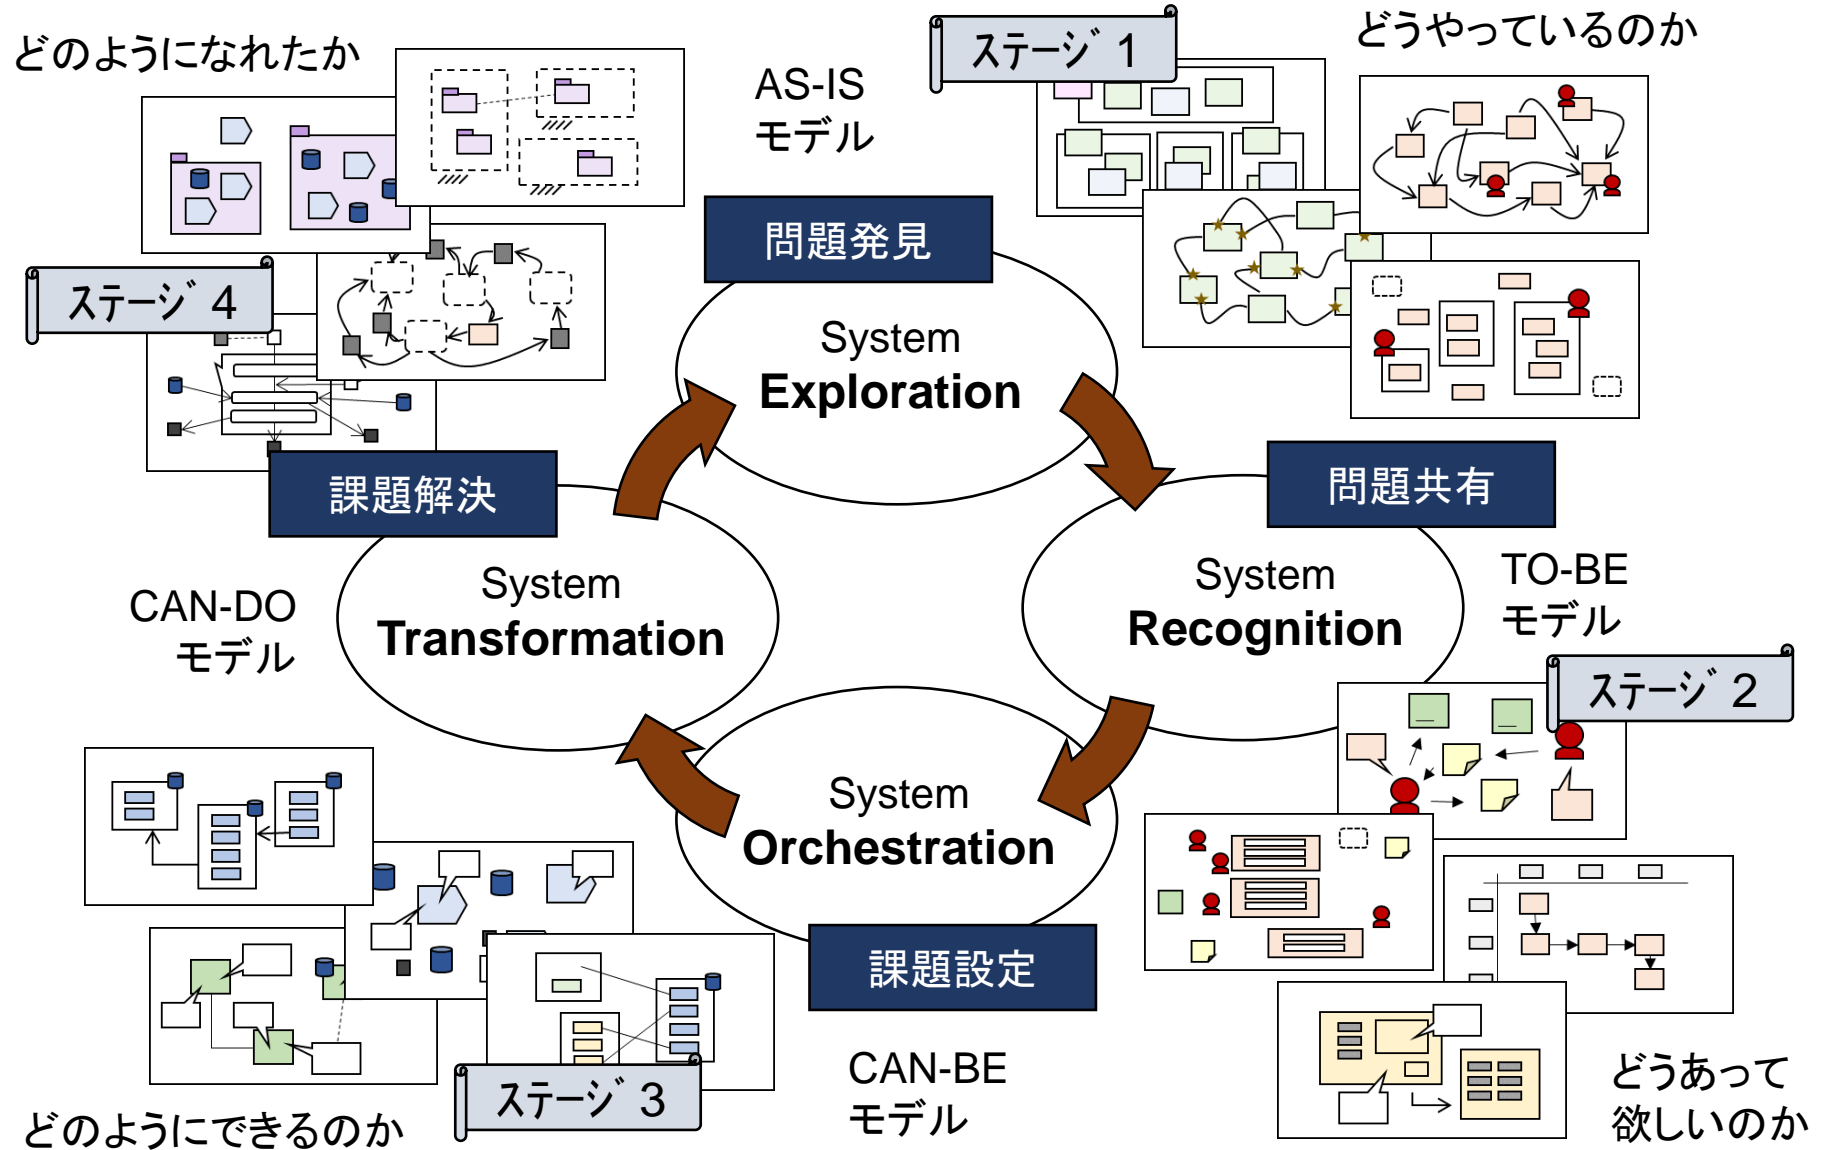 どのようになれたか
AS-IS
モデル
ステージ 1
どうやっているのか
問題発見
System
Exploration
ステージ 4
課題解決
System
Transformation
CAN-DO
モデル
問題共有
System
Recognition
TO-BE
モデル
ステージ 2
System
Orchestration
課題設定
CAN-BE
モデル
ステージ 3
どのようにできるのか
どうあって
欲しいのか